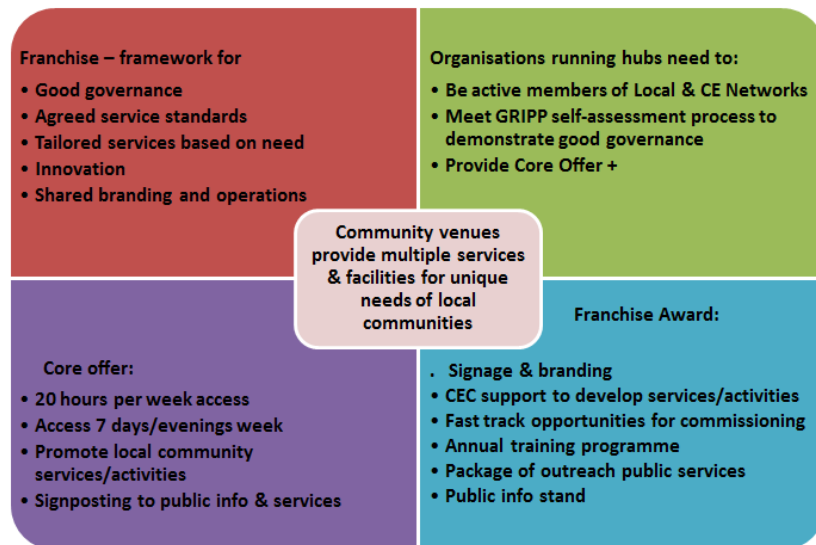 Franchise – framework for
• Good governance
• Agreed service standards
• Tailored services based on need
• Innovation
• Shared branding and operations
Organisations running hubs need to:
• Be active members of Local & CE Networks
• Meet GRIPP self-assessment process to
demonstrate good governance
• Provide Core Offer +
Community venues
provide multiple services
& facilities for unique
needs of local
communities
Core offer:
• 20 hours per week access
• Access 7 days/evenings week
• Promote local community
services/activities
• Signposting to public info & services
Franchise Award:
. Signage & branding
• CEC support to develop services/activities
• Fast track opportunities for commissioning
• Annual training programme
• Package of outreach public services
• Public info stand